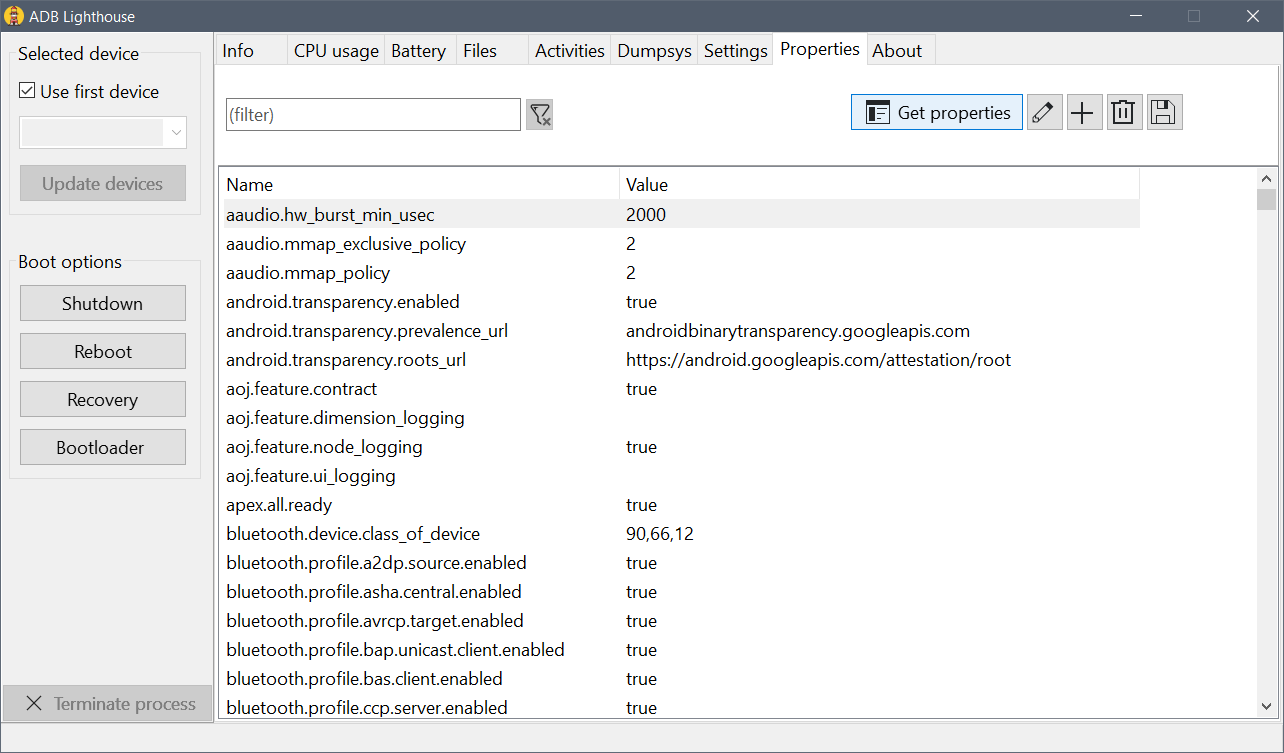 ADB Lighthouse
Selected device
Use first device
Update devices
Boot options
Shutdown
Reboot
Recovery
Bootloader
Terminate process
Info CPU usage Battery Files Activities Dumpsys Settings Properties About
(filter)
Get properties
Name Value
aaudio.hw_burst_min_usec 2000
aaudio.mmap_exclusive_policy 2
aaudio.mmap_policy 2
android.transparency.enabled true
android.transparency.prevalence_url androidbinarytransparency.googleapis.com
android.transparency.roots_url https://android.googleapis.com/attestation/root
aoj.feature.contract true
aoj.feature.dimension_logging
aoj.feature.node_logging true
aoj.feature.ui_logging
apex.all.ready true
bluetooth.device.class_of_device 90,66,12
bluetooth.profile.a2dp.source.enabled true
bluetooth.profile.asha.central.enabled true
bluetooth.profile.avrcp.target.enabled true
bluetooth.profile.bap.unicast.client.enabled true
bluetooth.profile.bas.client.enabled true
bluetooth.profile.ccp.server.enabled true